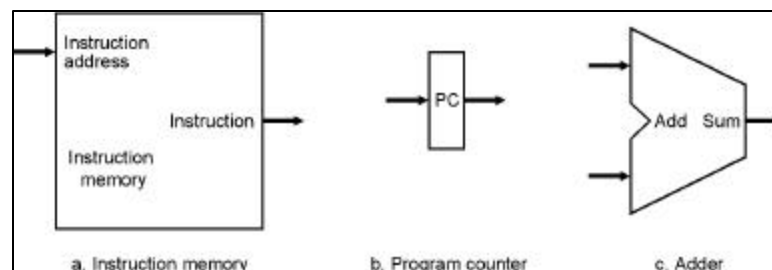 Instruction
address
Instruction
Instruction
memory
PC
Add Sum
a. Instruction memory
b. Program counter
c. Adder